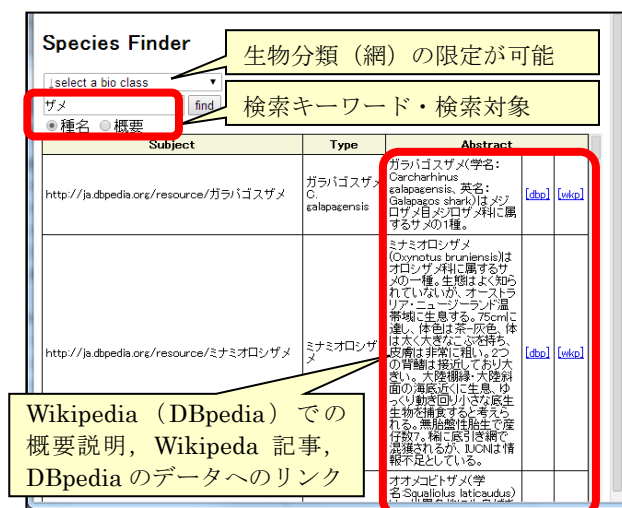 Species Finder
↓select a bio class
ザメ
find
種名 概要
生物分類（網）の限定が可能
検索キーワード・検索対象
Subject Type Abstract
http://ja.dbpedia.org/resource/ガラパゴスザメ
ガラパゴスザメ
C.
galapagensis
ガラパゴスザメ(学名:
Carcharhinus
galapagensis、英名:
Galapagos shark)はメジ
ロザメ目メジロザメ科に属
するサメの1種。
[dbp] [wkp]
http://ja.dbpedia.org/resource/ミナミオロシザメ
ミナミオロシザ
メ
ミナミオロシザメ
(Oxynotus bruniensis)は
オロシザメ科に属するサ
メの一種。生態はよく知ら
れていないが、オーストラ
リア・ニュージーランド温
帯域に生息する。75cmに
達し、体色は茶-灰色、体
は太く大きなこぶを持ち、
皮膚は非常に粗い。2つ
の背鰭は接近しており大
きい。大陸棚縁・大陸斜
面の海底近くに生息、ゆ
っくり動き回り小さな底生
生物を捕食すると考えら
れる。無胎盤性胎生で産
仔数7。稀に底引き網で
混獲されるが、IUCNは情
報不足としている。
[dbp] [wkp]
Wikipedia（DBpedia）での
概要説明，Wikipeda 記事，
DBpedia のデータへのリンク
オオメコビトザメ(学
名:Squaliolus laticaudus)